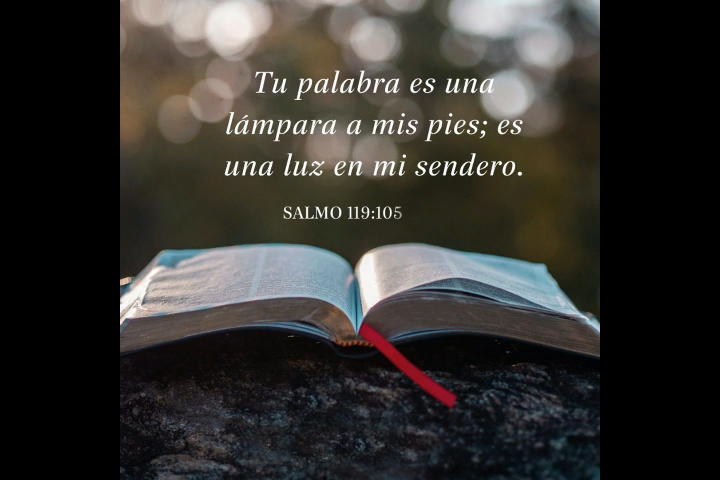 Tu palabra es una
lámpara a mis pies; es
una luz en mi sendero.
SALMO 119:105